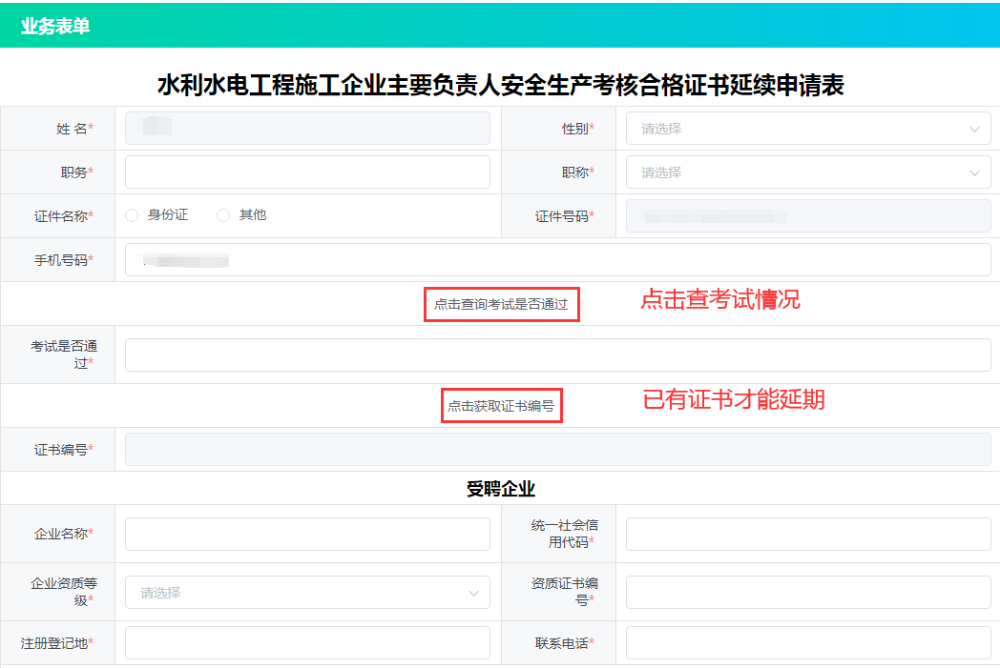 业务表单
水利水电工程施工企业主要负责人安全生产考核合格证书延续申请表
姓 名*
性别* 请选择
职务*
职称* 请选择
证件名称* 身份证 其他
证件号码*
手机号码*
点击查询考试是否通过 点击查考试情况
考试是否通
过*
点击获取证书编号 已有证书才能延期
证书编号*
受聘企业
企业名称*
统一社会信
用代码*
企业资质等
级* 请选择
资质证书编
号*
注册登记地*
联系电话*